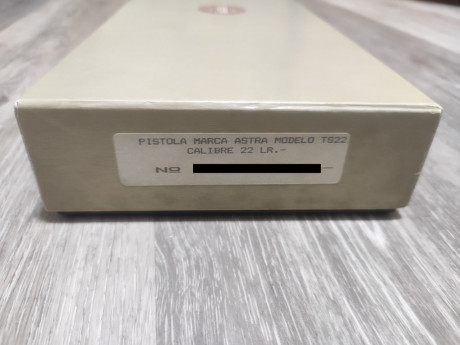 PISTOLA MARCA ASTRA MODELO TS22
CALIBRE 22 LR.-
NO —